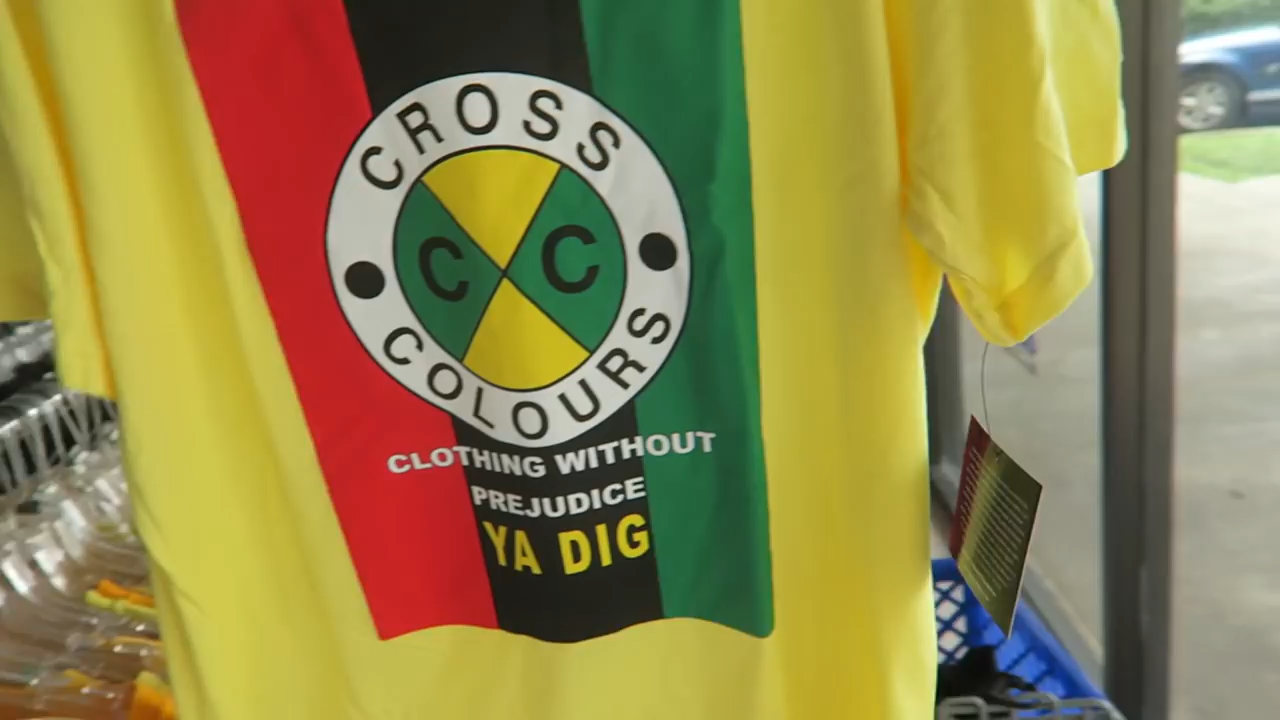 CROSS
C C
COLOURS
CLOTHING WITHOUT
PREJUDICE
YA DIG